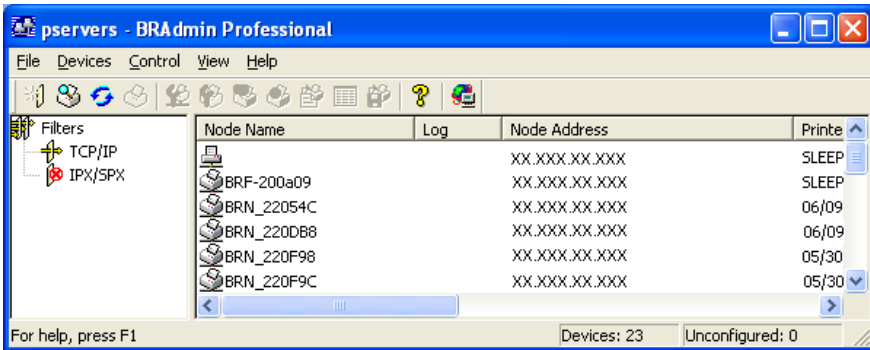 pservers - BRAdmin Professional
File Devices Control View Help
Filters
TCP/IP
IPX/SPX
Node Name Log Node Address Printe
XX.XXX.XX.XXX SLEEP
BRF-200a09 XX.XXX.XX.XXX SLEEP
BRN_22054C XX.XXX.XX.XXX 06/09
BRN_220DB8 XX.XXX.XX.XXX 06/09
BRN_220F98 XX.XXX.XX.XXX 05/30
BRN_220F9C XX.XXX.XX.XXX 05/30
For help, press F1 Devices: 23 Unconfigured: 0